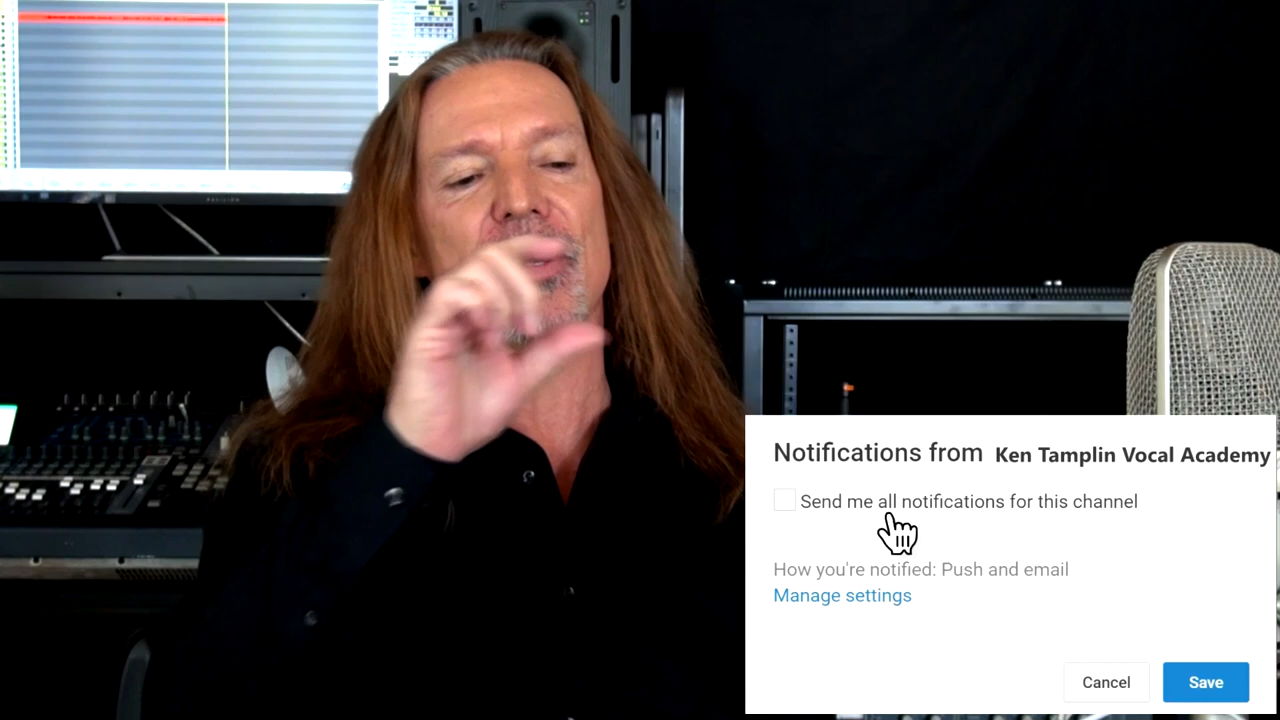 Notifications from Ken Tamplin Vocal Academy
Send me all notifications for this channel
How you're notified: Push and email
Manage settings
Cancel
Save
PAVILION